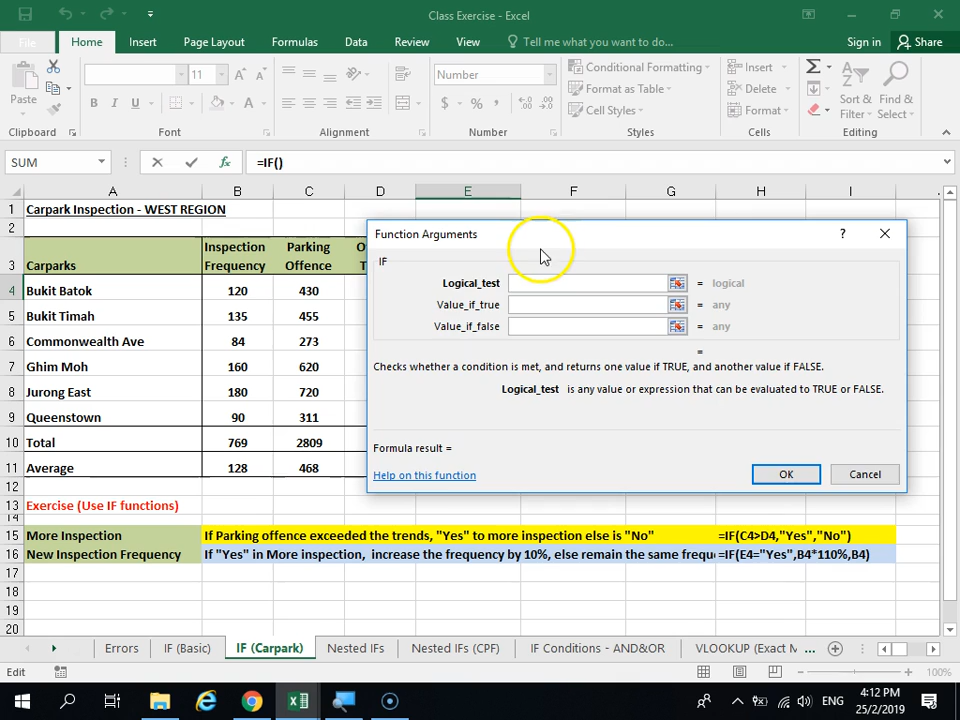 Class Exercise - Excel
File Home Insert Page Layout Formulas Data Review View Tell me what you want to do... Sign in Share
Paste
11
Number
Conditional Formatting
Format as Table
Cell Styles
Insert
Delete
Format
Sort & Filter
Find & Select
Clipboard Font Alignment Number Styles Cells Editing
SUM =IF()
A B C D E F G H I
1 Carpark Inspection - WEST REGION
2
3 Carparks Inspection Frequency Parking Offence
4 Bukit Batok 120 430
5 Bukit Timah 135 455
6 Commonwealth Ave 84 273
7 Ghim Moh 160 620
8 Jurong East 180 720
9 Queenstown 90 311
10 Total 769 2809
11 Average 128 468
12
13 Exercise (Use IF functions)
14
15 More Inspection If Parking offence exceeded the trends, "Yes" to more inspection else is "No" =IF(C4>D4,"Yes","No")
16 New Inspection Frequency If "Yes" in More inspection, increase the frequency by 10%, else remain the same frequ =IF(E4="Yes",B4*110%,B4)
17
18
19
20
Function Arguments ?
IF
Logical_test = logical
Value_if_true = any
Value_if_false = any
=
Checks whether a condition is met, and returns one value if TRUE, and another value if FALSE.
Logical_test is any value or expression that can be evaluated to TRUE or FALSE.
Formula result =
Help on this function
OK Cancel
... Errors IF (Basic) IF (Carpark) Nested IFs Nested IFs (CPF) IF Conditions - AND&OR VLOOKUP (Exact M ...
Edit 100%
ENG 4:12 PM
25/2/2019